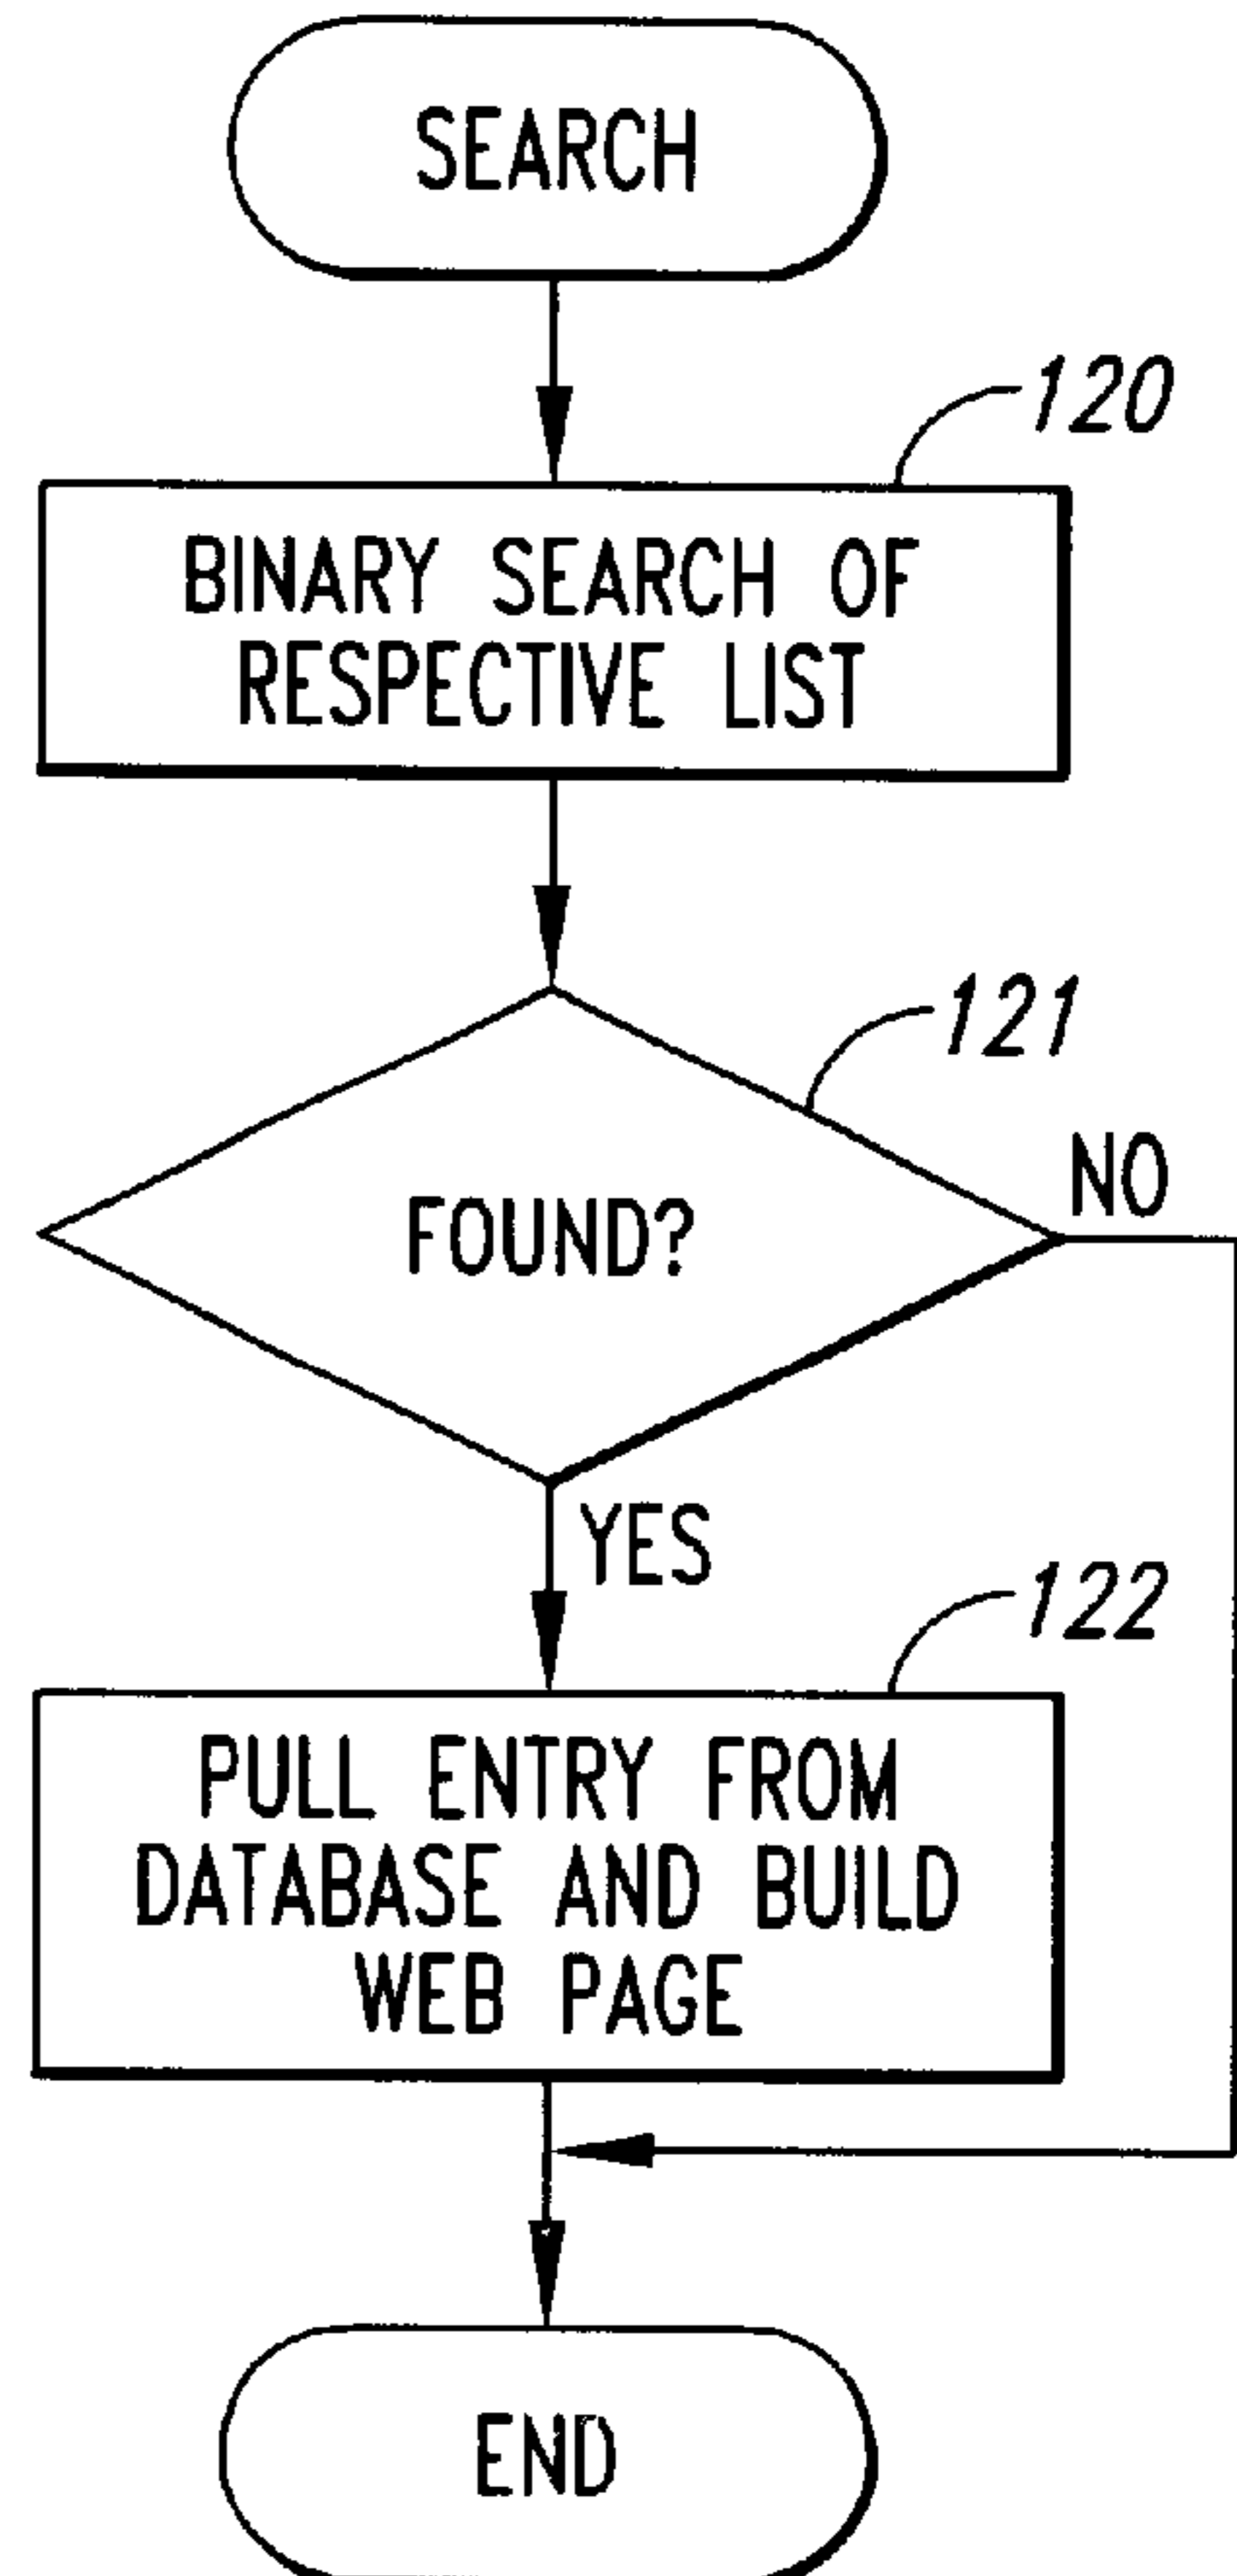 SEARCH
120
BINARY SEARCH OF
RESPECTIVE LIST
121
NO
FOUND?
YES
122
PULL ENTRY FROM
DATABASE AND BUILD
WEB PAGE
END